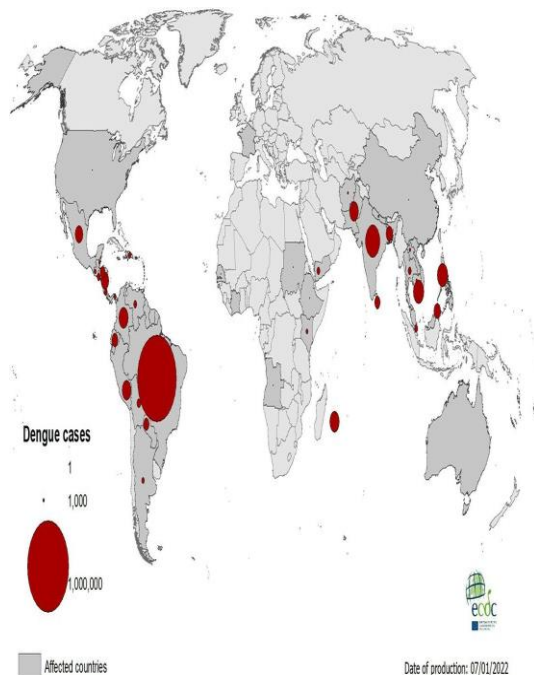 Dengue cases
1
1,000
1,000,000
ecdc
Affected countries
Date of production: 07/01/2022